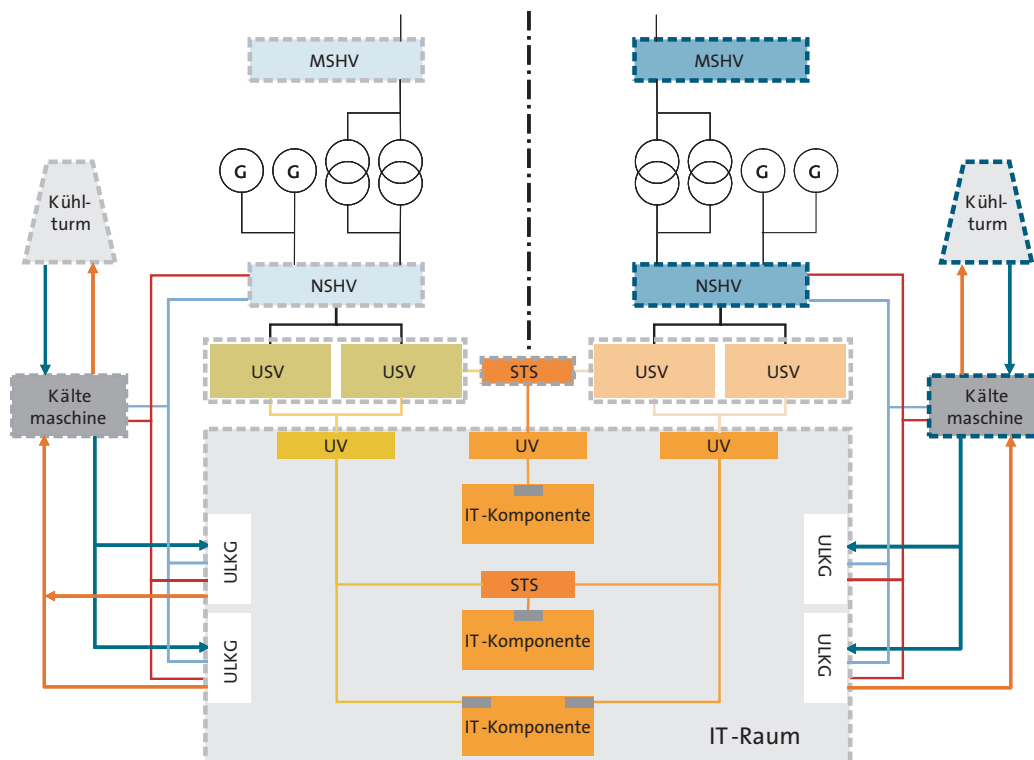 MSHV
MSHV
G
G
G
G
Kühl-
turm
Kühl-
turm
NSHV
NSHV
USV
USV
STS
USV
USV
Kälte
maschine
Kälte
maschine
UV
UV
UV
IT-Komponente
ULKG
ULKG
STS
IT-Komponente
ULKG
ULKG
IT-Komponente
IT-Raum